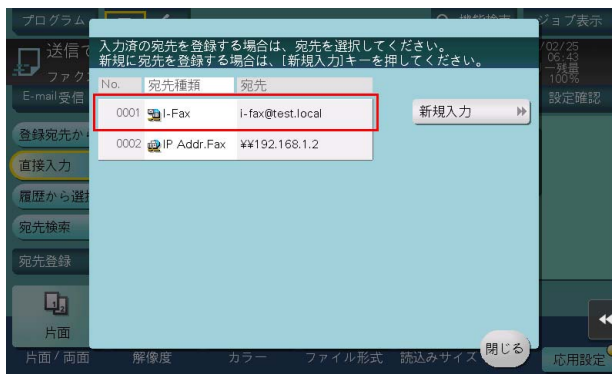 プログラム
ジョブ表示
送信で
入力済の宛先を登録する場合は、宛先を選択してください。
新規に宛先を登録する場合は、[新規入力]キーを押してください。
02/25
06:43
ファク
100%
E-mail受信
設定確認
No. 宛先種類 宛先
0001 I-Fax i-fax@test.local
新規入力
0002 IP Addr.Fax ¥¥192.168.1.2
登録宛先か
直接入力
履歴から選
宛先検索
宛先登録
片面
閉じる
片面/両面 解像度 カラー ファイル形式 読込みサイズ 応用設定